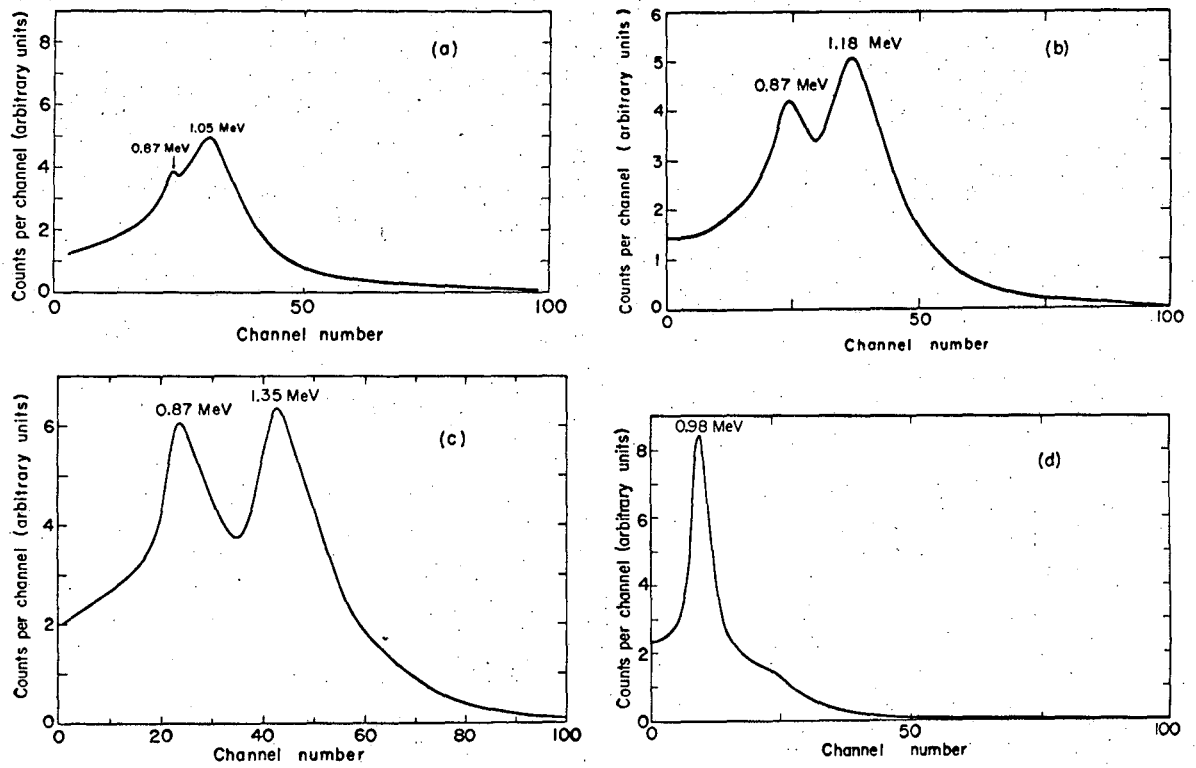 Counts per channel (arbitrary units)
8
6
4
2
0
(a)
0.87 MeV
1.05 MeV
0
50
100
Channel number
Counts per channel (arbitrary units)
6
5
4
3
2
1
0
(b)
0.87 MeV
1.18 MeV
0
50
100
Channel number
Counts per channel (arbitrary units)
6
4
2
0
(c)
0.87 MeV
1.35 MeV
0
20
40
60
80
100
Channel number
Counts per channel (arbitrary units)
8
6
4
2
0
(d)
0.98 MeV
0
50
100
Channel number